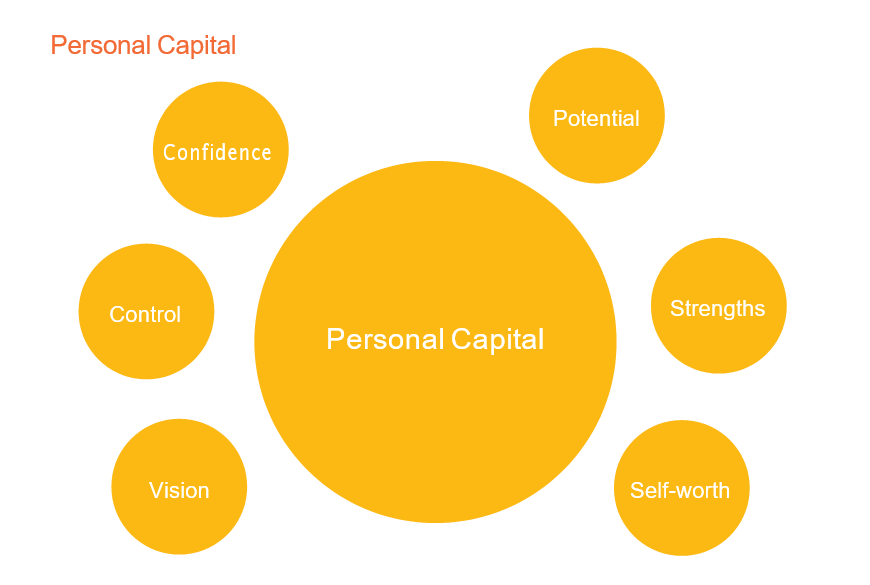 Personal Capital
Confidence
Potential
Control
Strengths
Personal Capital
Vision
Self-worth